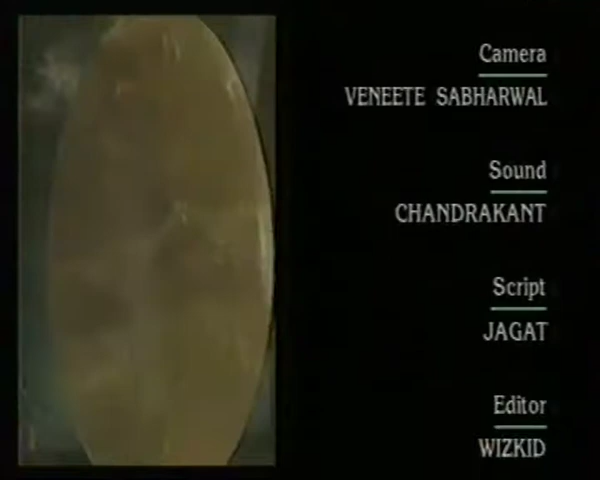 Camera
VENEETE SABHARWAL
Sound
CHANDRAKANT
Script
JAGAT
Editor
WIZKID